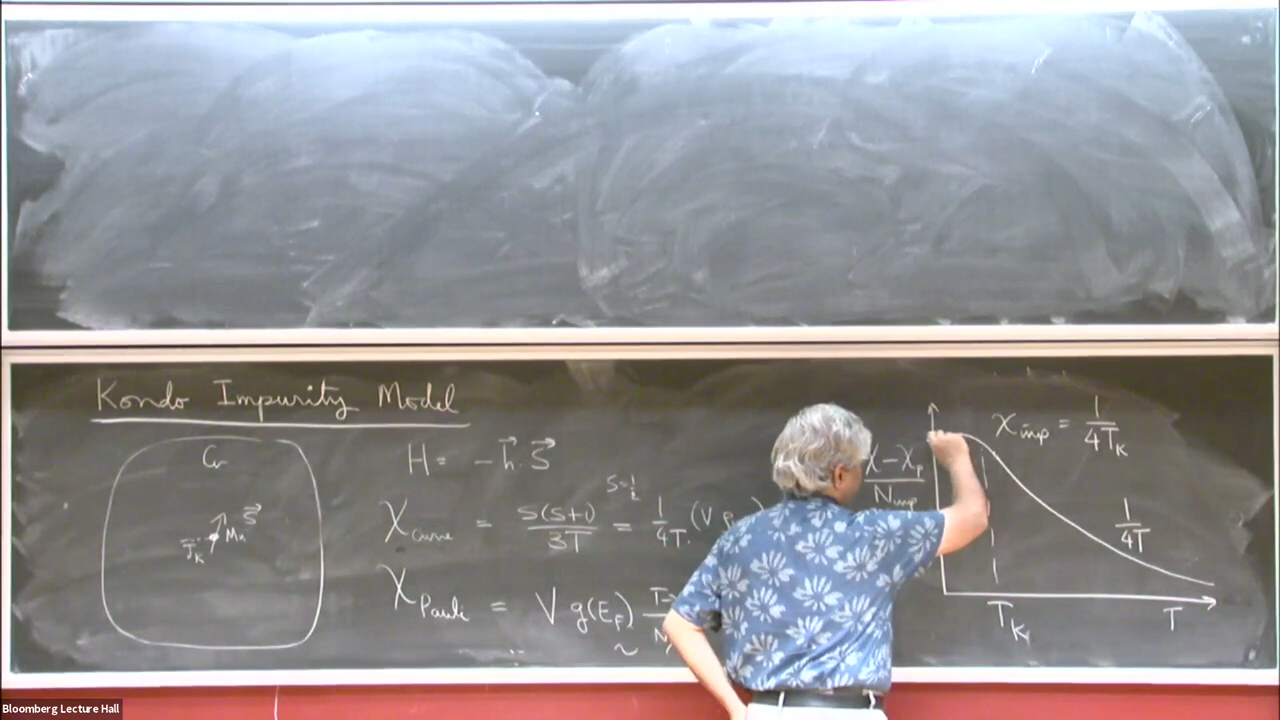 Kondo Impurity Model
Cu
S⃗
Mn
J_K
H = -h⃗·S⃗
S=½
χ_Curie = S(S+1)/3T = 1/4T · (V
χ_Pauli = V g(E_F)
χ-χ_P / N_imp
χ_imp = 1/4T_K
1/4T
T_K
T
Bloomberg Lecture Hall